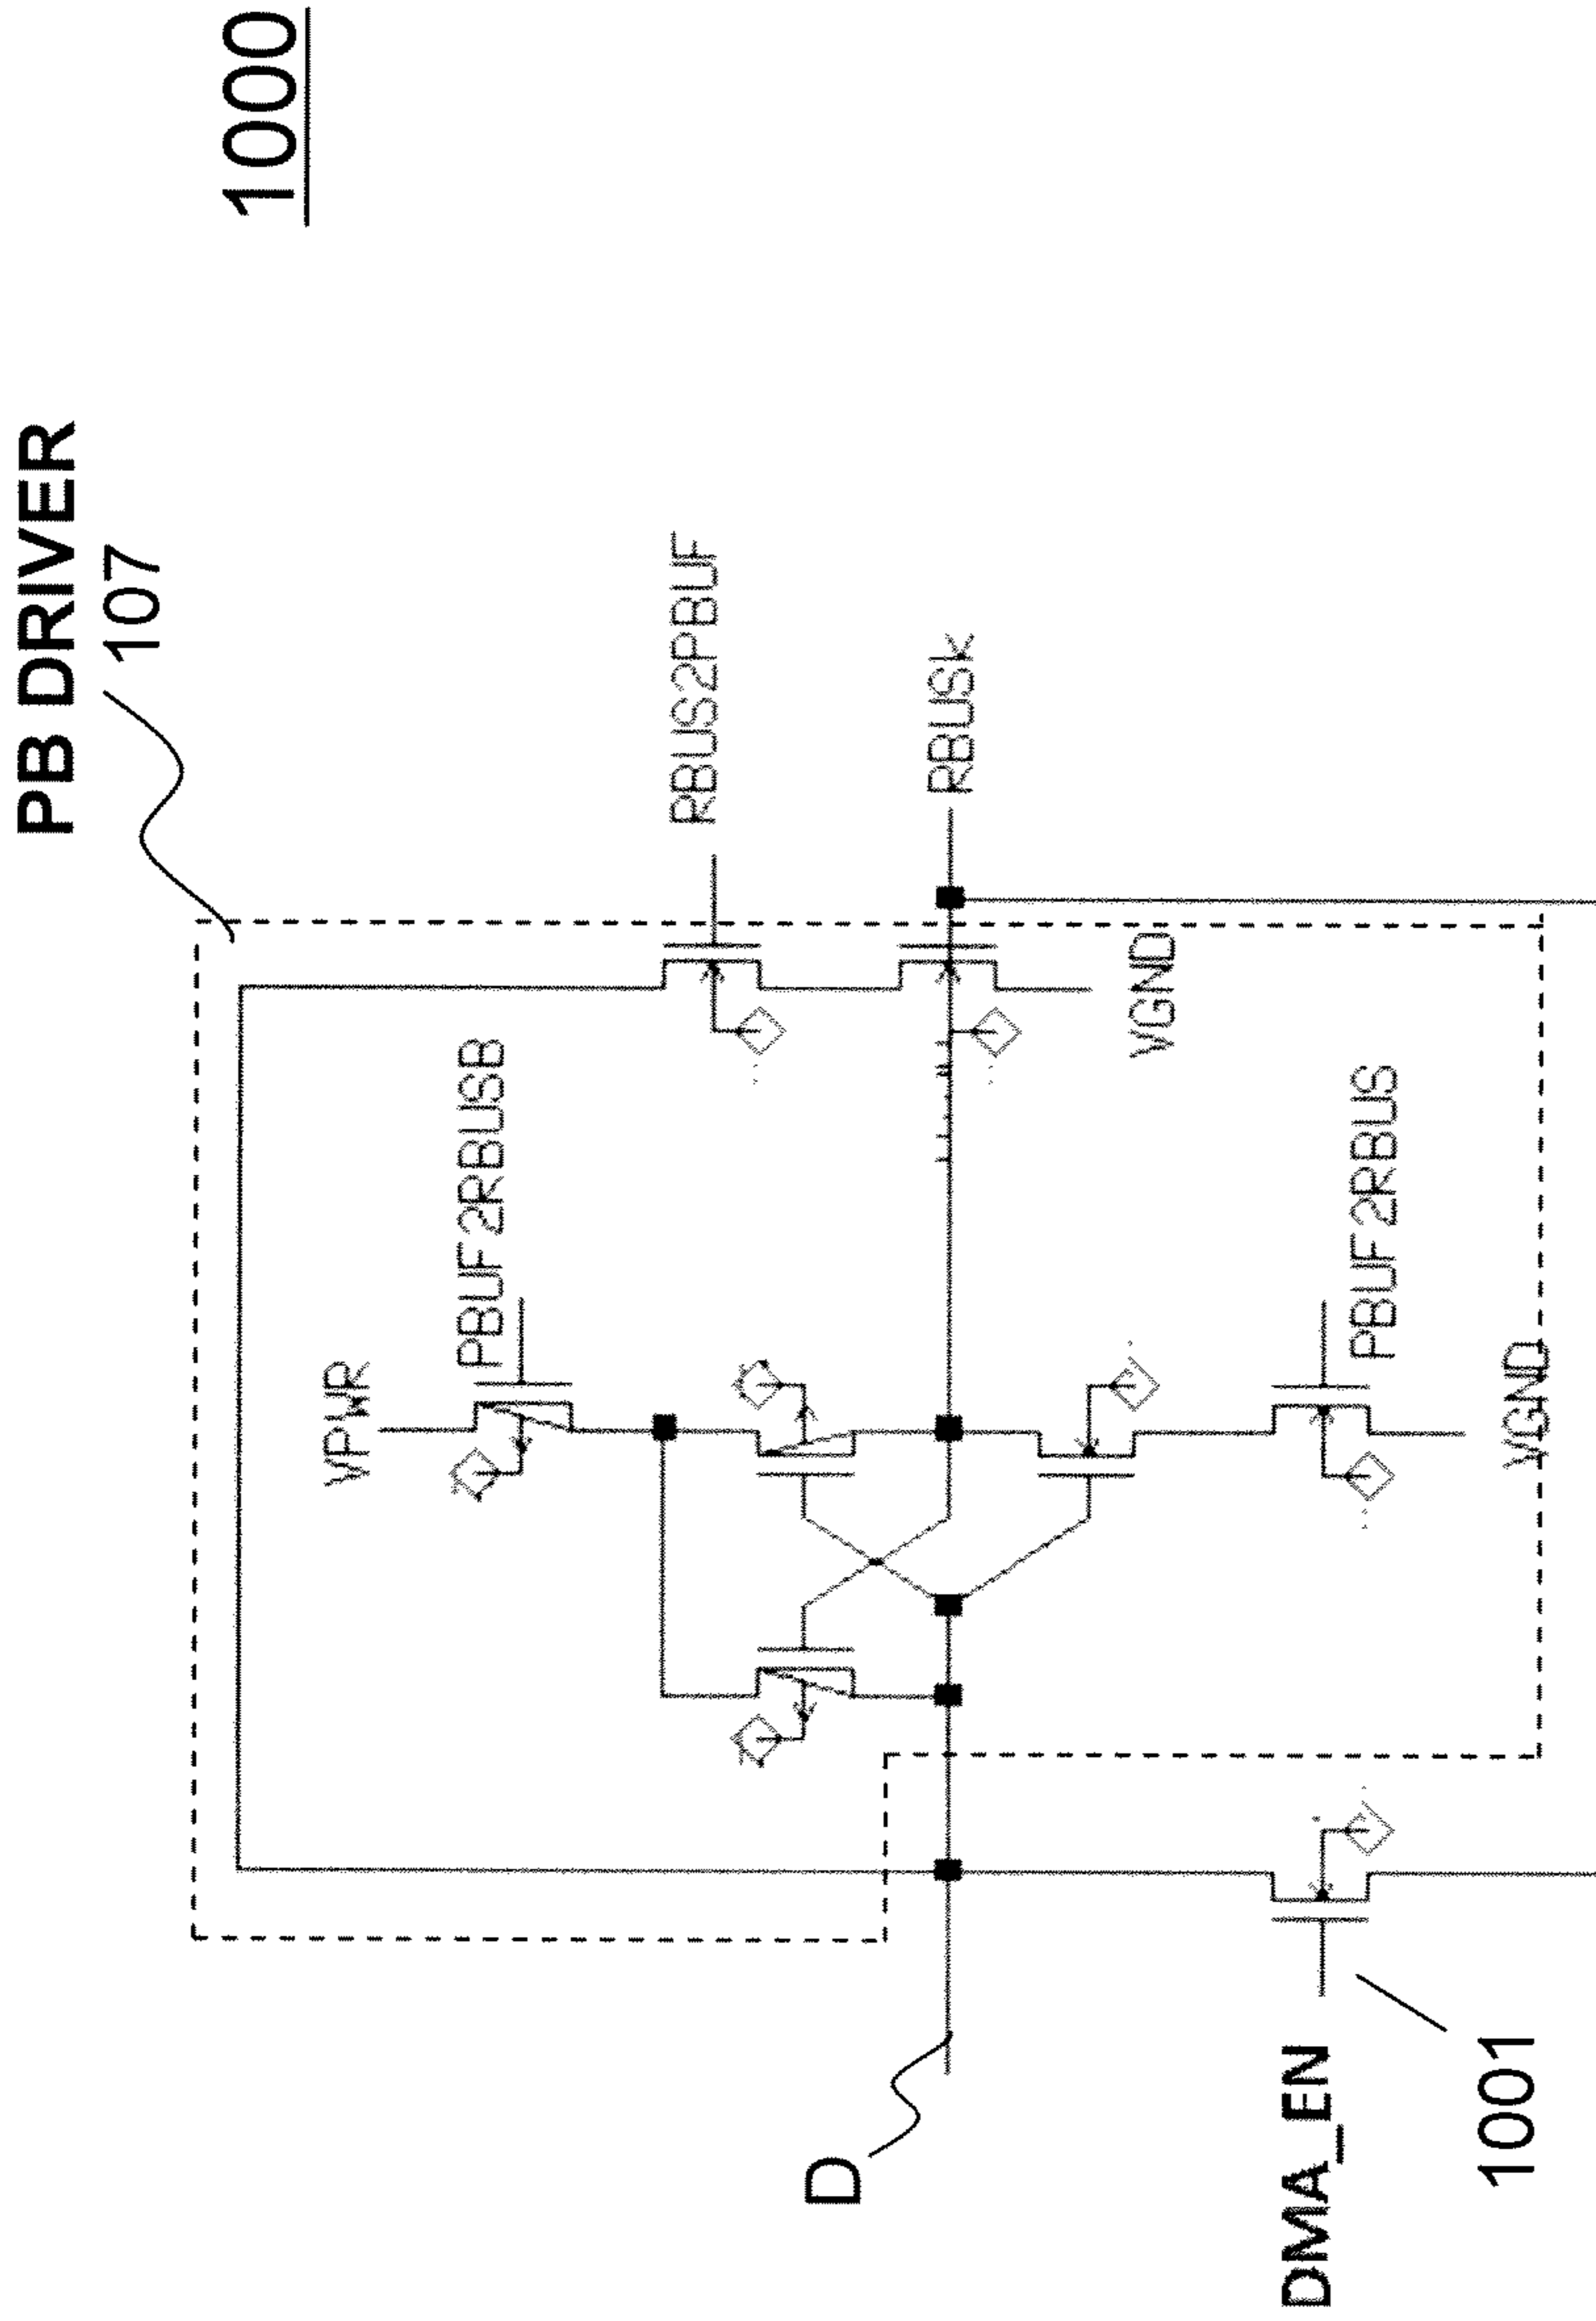 1000
PB DRIVER
107
VPWR
PBUF2RBUSB
RBUS2PBUF
RBUSk
VGND
PBUF2RBUS
VGND
D
DMA_EN
1001